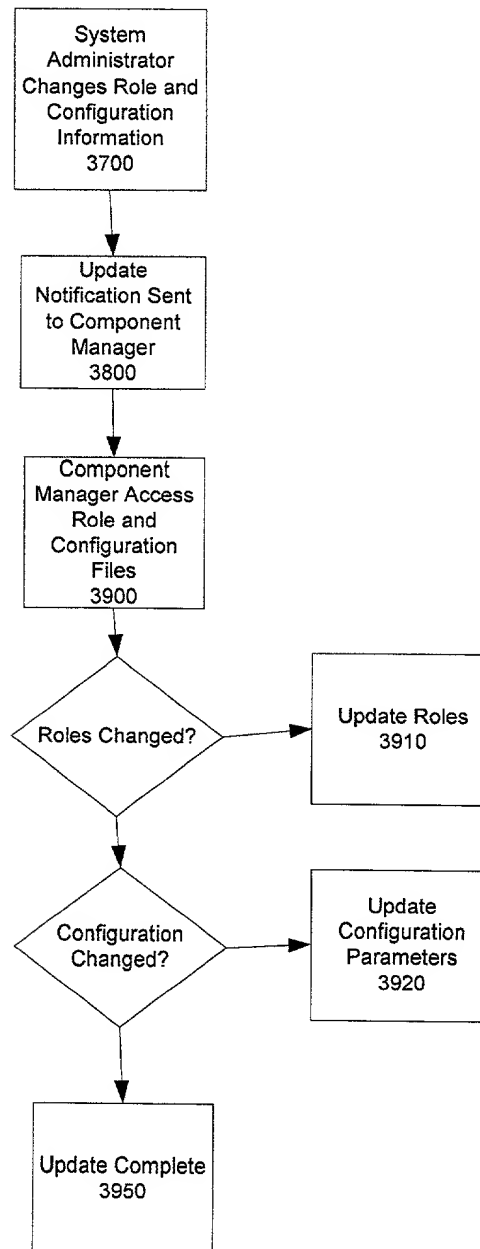 System
Administrator
Changes Role and
Configuration
Information
3700
Update
Notification Sent
to Component
Manager
3800
Component
Manager Access
Role and
Configuration
Files
3900
Roles Changed?
Update Roles
3910
Configuration
Changed?
Update
Configuration
Parameters
3920
Update Complete
3950